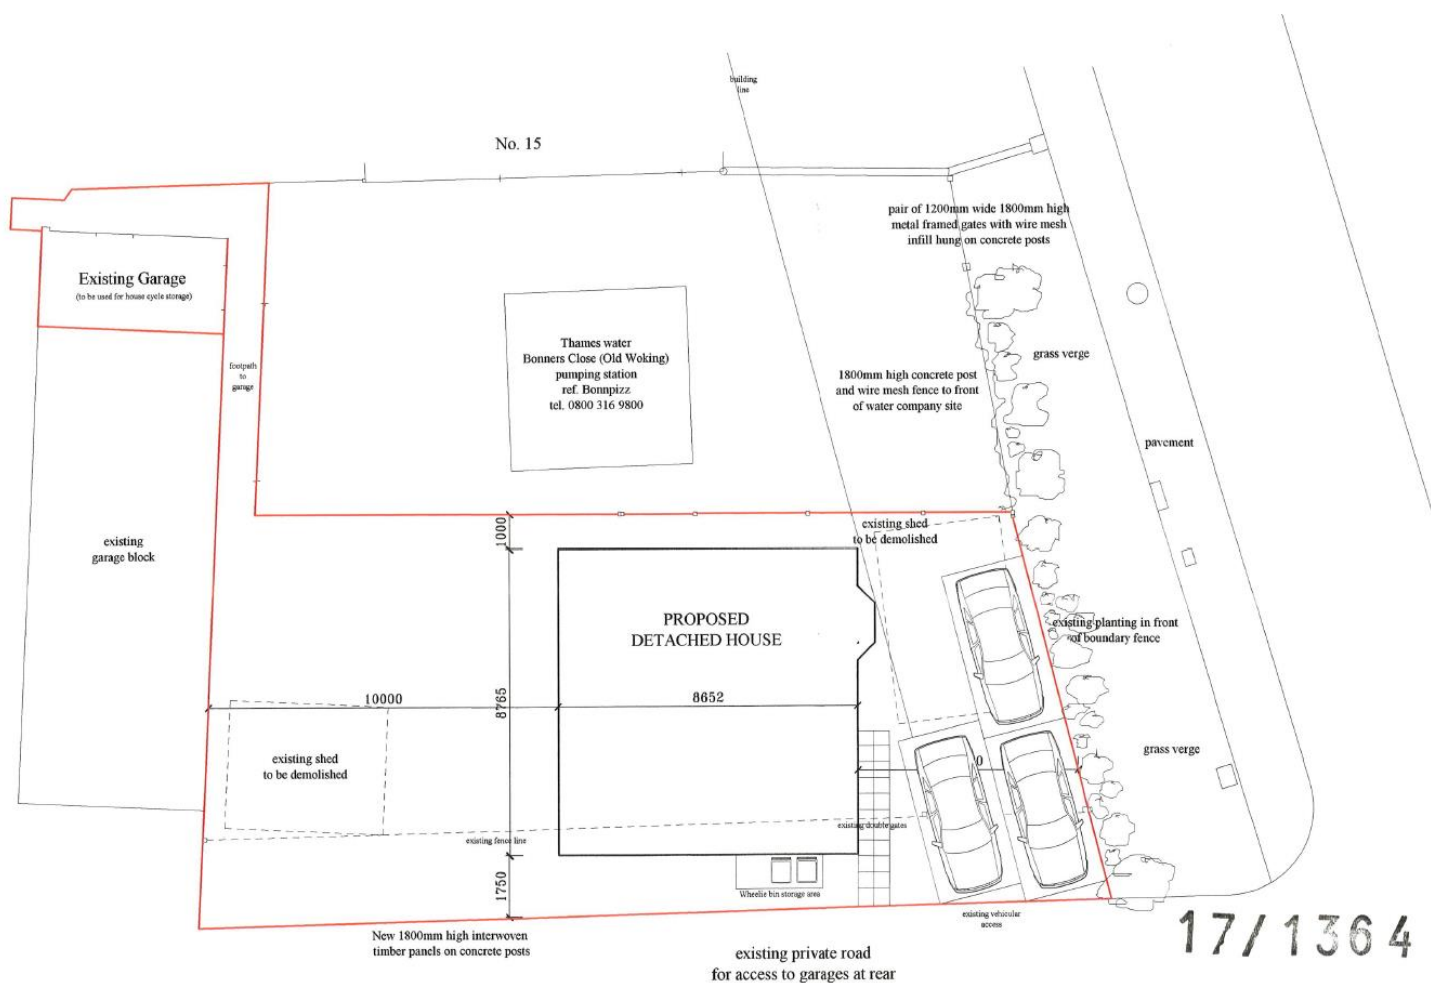 building
line
No. 15
pair of 1200mm wide 1800mm high
metal framed gates with wire mesh
infill hung on concrete posts
Existing Garage
(to be used for house cycle storage)
Thames water
Bonners Close (Old Woking)
pumping station
ref. Bonnpizz
tel. 0800 316 9800
footpath
to
garage
grass verge
1800mm high concrete post
and wire mesh fence to front
of water company site
pavement
existing
garage block
1000
existing shed
to be demolished
PROPOSED
DETACHED HOUSE
existing planting in front
of boundary fence
10000
8765
8652
existing shed
to be demolished
0
grass verge
existing double gates
existing fence line
1750
Wheelie bin storage area
existing vehicular
access
New 1800mm high interwoven
timber panels on concrete posts
existing private road
for access to garages at rear
17/1364